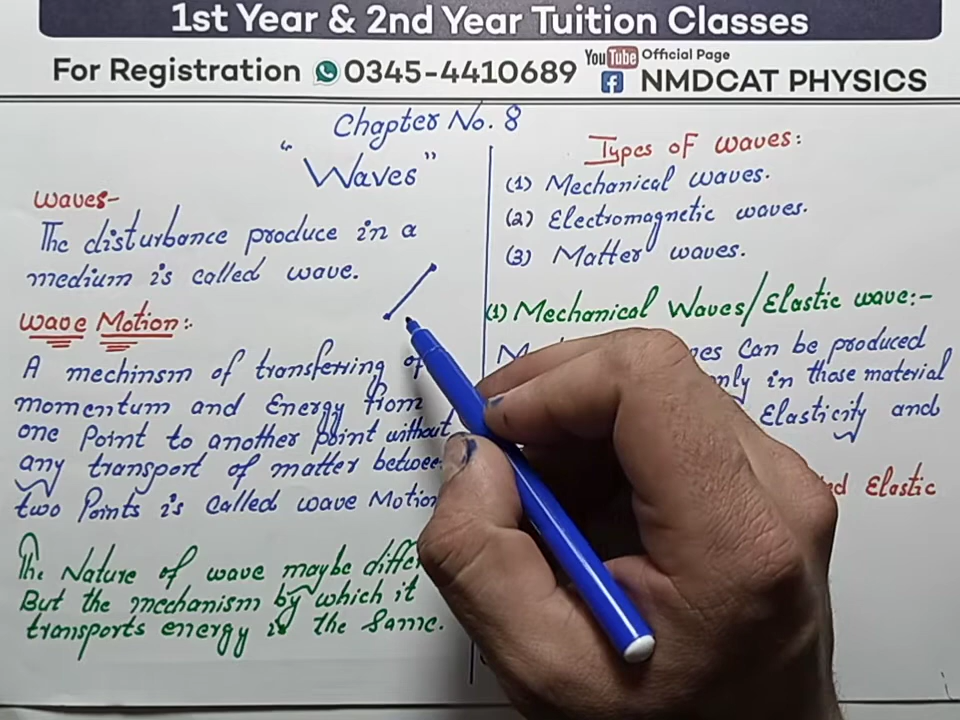 1st Year & 2nd Year Tuition Classes
For Registration 0345-4410689 YouTube Official Page
NMDCAT PHYSICS
Chapter No. 8
"Waves"
Waves-
The disturbance produce in a
medium is called wave.
Wave Motion:-
A mechinsm of transferring of
momentum and Energy from
one Point to another point without
any transport of matter between
two Points is called wave Motion
The Nature of wave maybe
But the mechanism by which it
transports energy is the Same.
Types of waves:
(1) Mechanical waves.
(2) Electromagnetic waves.
(3) Matter waves.
(1) Mechanical Waves/Elastic wave:-
Can be produced
in those material
Elasticity and
Elastic